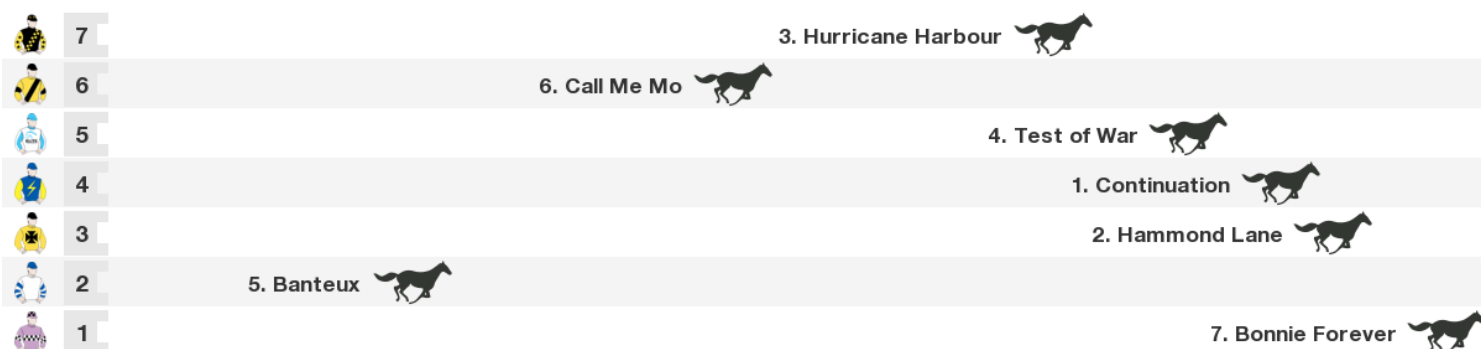 7 3. Hurricane Harbour
6 6. Call Me Mo
5 4. Test of War
4 1. Continuation
3 2. Hammond Lane
2 5. Banteux
1 7. Bonnie Forever